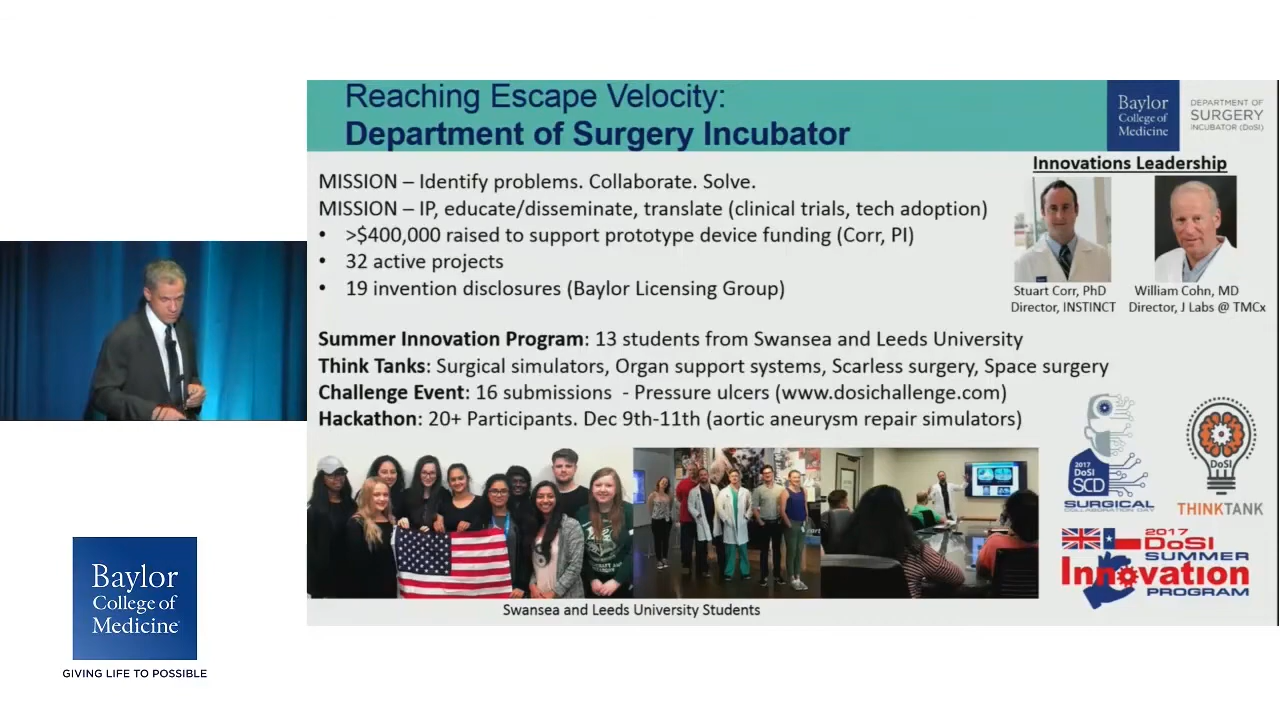 Reaching Escape Velocity:
Department of Surgery Incubator
Baylor
College of
Medicine
DEPARTMENT OF
SURGERY
INCUBATOR (DoSI)
MISSION – Identify problems. Collaborate. Solve.
MISSION – IP, educate/disseminate, translate (clinical trials, tech adoption)
• >$400,000 raised to support prototype device funding (Corr, PI)
• 32 active projects
• 19 invention disclosures (Baylor Licensing Group)
Innovations Leadership
Stuart Corr, PhD
Director, INSTINCT
William Cohn, MD
Director, J Labs @ TMCx
Summer Innovation Program: 13 students from Swansea and Leeds University
Think Tanks: Surgical simulators, Organ support systems, Scarless surgery, Space surgery
Challenge Event: 16 submissions - Pressure ulcers (www.dosichallenge.com)
Hackathon: 20+ Participants. Dec 9th-11th (aortic aneurysm repair simulators)
2017
DoSI
SCD
SURGICAL
COLLABORATION DAY
DoSI
THINKTANK
2017
DoSI
SUMMER
Innovation
PROGRAM
Swansea and Leeds University Students
Baylor
College of
Medicine
GIVING LIFE TO POSSIBLE